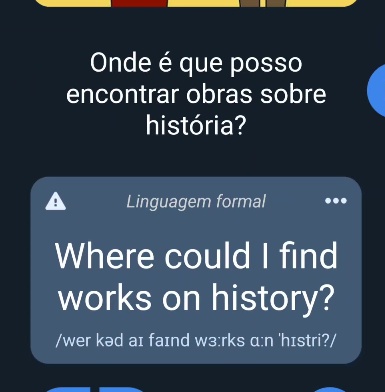 Onde é que posso
encontrar obras sobre
história?
Linguagem formal
Where could I find
works on history?
/wer kəd aɪ faɪnd wɜːrks ɑːn ˈhɪstri?/